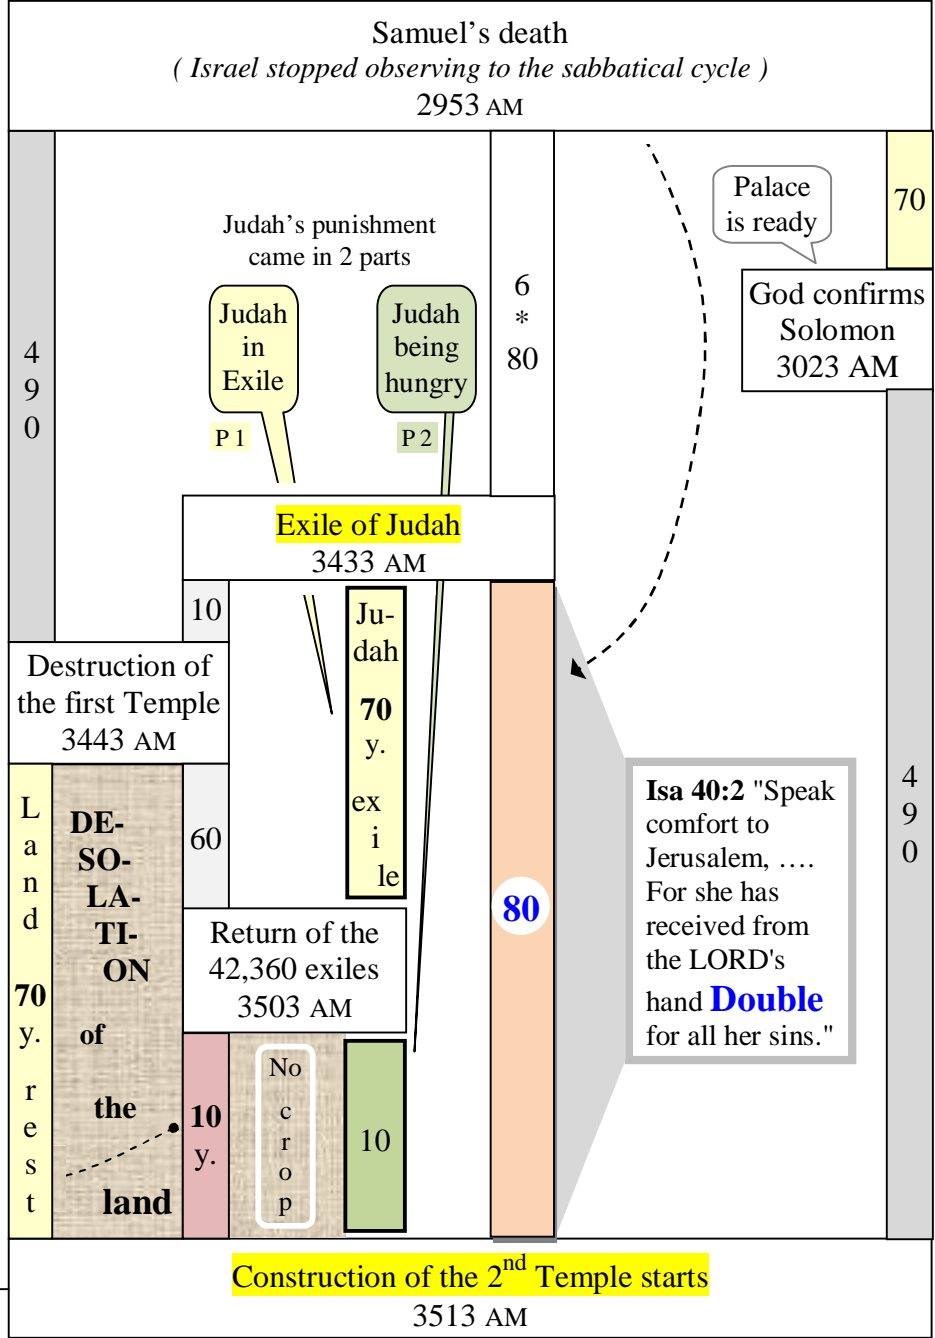 Samuel's death
( Israel stopped observing to the sabbatical cycle )
2953 AM
4
9
0
Judah's punishment
came in 2 parts
Judah
in
Exile
P 1
Judah
being
hungry
P 2
6
*
80
Palace
is ready
70
God confirms
Solomon
3023 AM
Exile of Judah
3433 AM
10
Ju-
dah
70
y.
ex
i
le
Destruction of
the first Temple
3443 AM
L
a
n
d
70
y.
r
e
s
t
DE-
SO-
LA-
TI-
ON
of
the
land
60
80
Isa 40:2 "Speak
comfort to
Jerusalem, ….
For she has
received from
the LORD's
hand Double
for all her sins."
4
9
0
Return of the
42,360 exiles
3503 AM
10
y.
No
c
r
o
p
10
Construction of the 2nd Temple starts
3513 AM